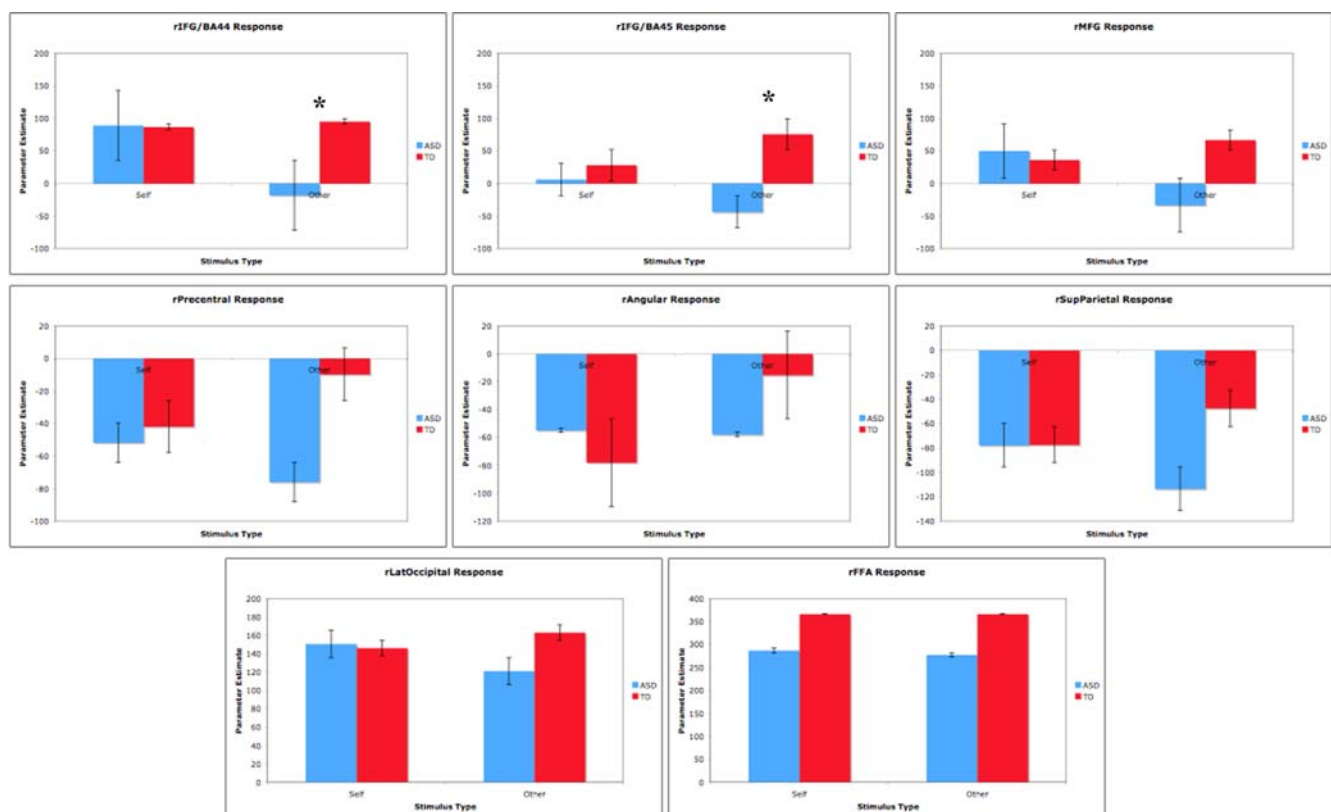 rIFG/BA44 Response
200
150
100
50
0
-50
-100
Parameter Estimate
*
Self
Other
ASD
TD
Stimulus Type
rIFG/BA45 Response
200
150
100
50
0
-50
-100
Parameter Estimate
*
Self
Other
ASD
TD
Stimulus Type
rMFG Response
200
150
100
50
0
-50
-100
Parameter Estimate
Self
Other
ASD
TD
Stimulus Type
rPrecentral Response
20
0
-20
-40
-60
-80
-100
Parameter Estimate
Self
Other
ASD
TD
Stimulus Type
rAngular Response
20
0
-20
-40
-60
-80
-100
-120
Parameter Estimate
Self
Other
ASD
TD
Stimulus Type
rSupParietal Response
20
0
-20
-40
-60
-80
-100
-120
-140
Parameter Estimate
Self
Other
ASD
TD
Stimulus Type
rLatOccipital Response
200
180
160
140
120
100
80
60
40
20
0
Parameter Estimate
Self
Other
ASD
TD
Stimulus Type
rFFA Response
400
350
300
250
200
150
100
50
0
Parameter Estimate
Self
Other
ASD
TD
Stimulus Type